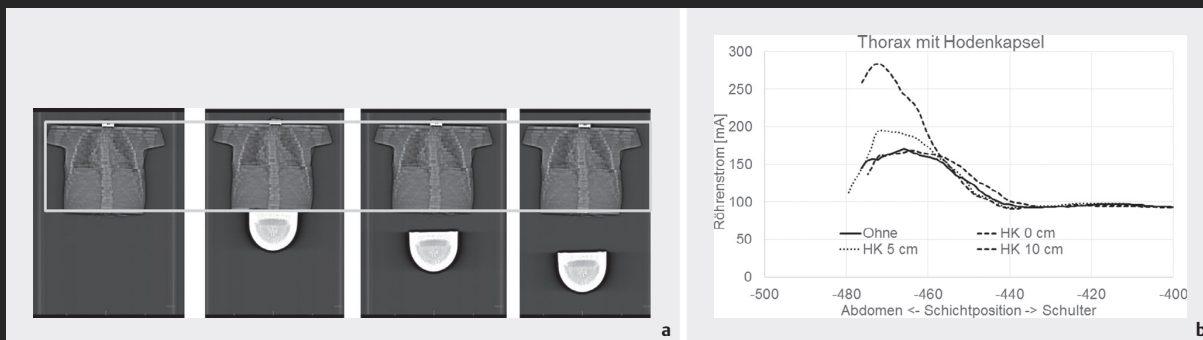 a
Thorax mit Hodenkapsel
Röhrenstrom [mA]
300
250
200
150
100
50
0
Ohne
HK 0 cm
HK 5 cm
HK 10 cm
-500
-480
-460
-440
-420
-400
Abdomen <- Schichtposition -> Schulter
b